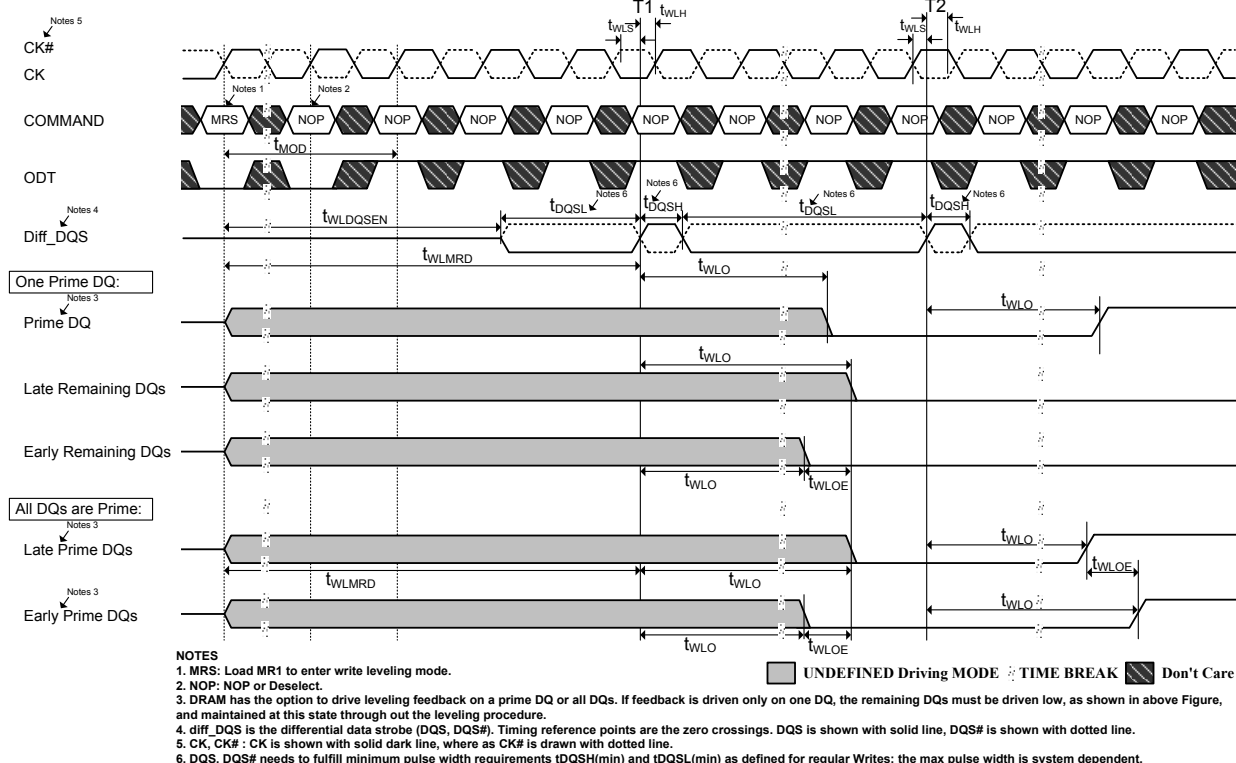 T1 T2
Notes 5 tWLS tWLH tWLS tWLH
CK#
CK
Notes 1 Notes 2
COMMAND MRS NOP NOP NOP NOP NOP NOP NOP NOP NOP NOP NOP
tMOD
ODT
Notes 6 Notes 6 Notes 6 Notes 6
Notes 4 tWLDQSEN tDQSL tDQSH tDQSL tDQSH
Diff_DQS
tWLMRD
One Prime DQ: tWLO
Notes 3 tWLO
Prime DQ
tWLO
Late Remaining DQs
Early Remaining DQs
tWLO tWLOE
All DQs are Prime:
Notes 3
Late Prime DQs tWLO
tWLMRD tWLO tWLOE
Notes 3
Early Prime DQs tWLO
tWLO tWLOE
NOTES
1. MRS: Load MR1 to enter write leveling mode. UNDEFINED Driving MODE TIME BREAK Don't Care
2. NOP: NOP or Deselect.
3. DRAM has the option to drive leveling feedback on a prime DQ or all DQs. If feedback is driven only on one DQ, the remaining DQs must be driven low, as shown in above Figure,
and maintained at this state through out the leveling procedure.
4. diff_DQS is the differential data strobe (DQS, DQS#). Timing reference points are the zero crossings. DQS is shown with solid line, DQS# is shown with dotted line.
5. CK, CK# : CK is shown with solid dark line, where as CK# is drawn with dotted line.
6. DQS, DQS# needs to fulfill minimum pulse width requirements tDQSH(min) and tDQSL(min) as defined for regular Writes; the max pulse width is system dependent.